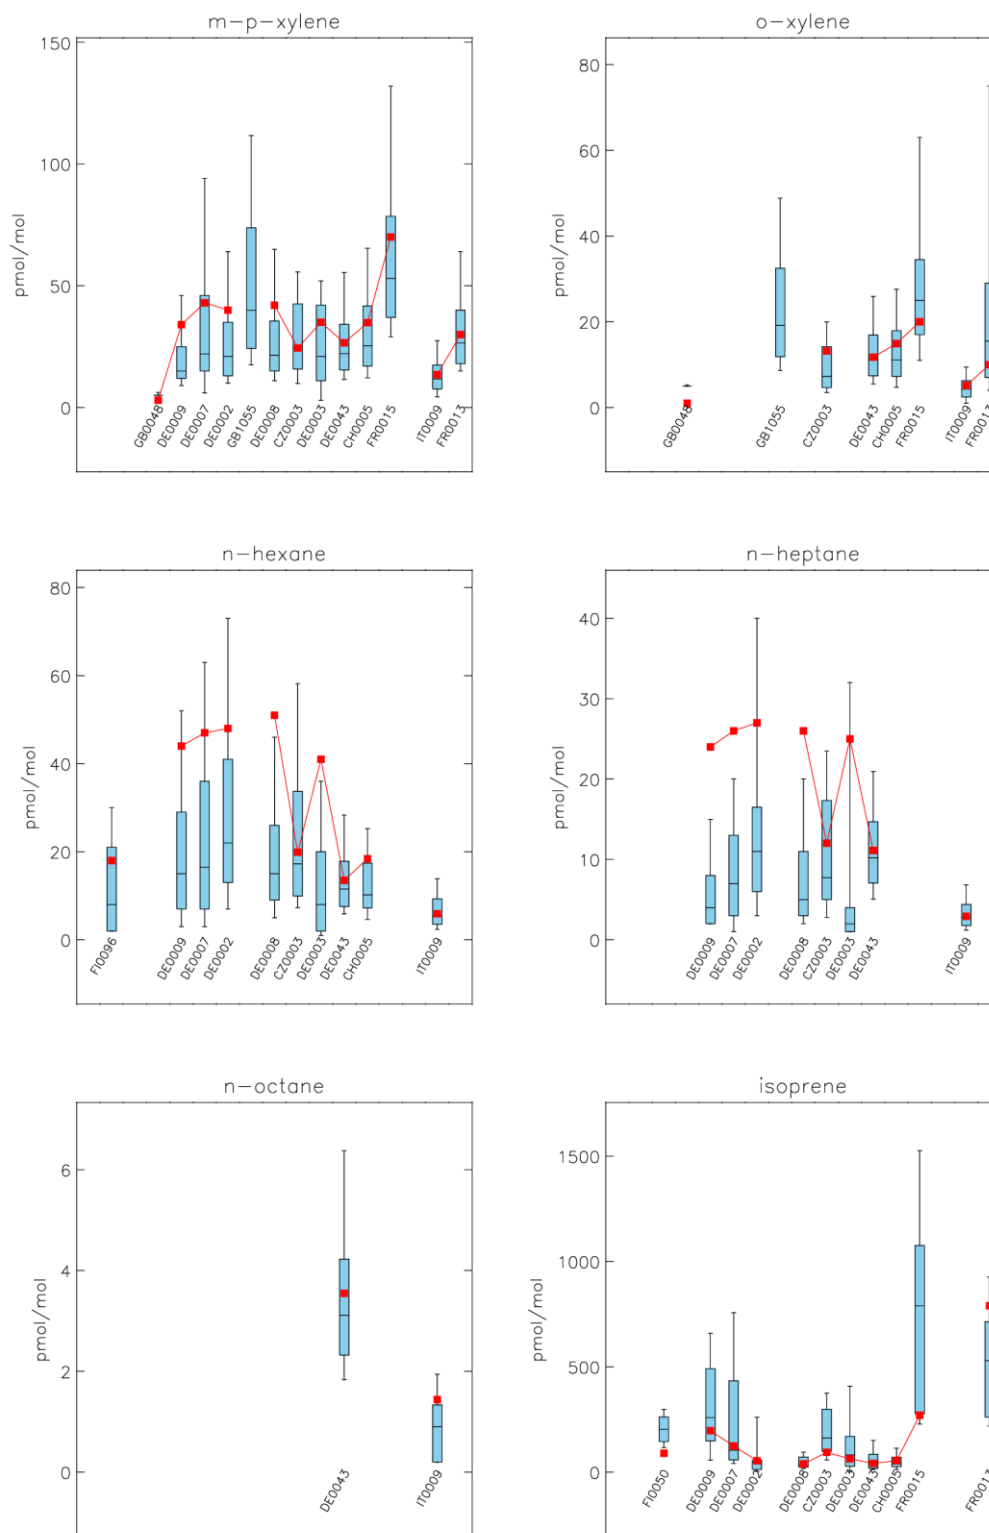 m-p-xylene
150
100
50
0
pmol/mol
GB0048
DE0009
DE0007
DE0002
GB1055
DE0008
CZ0003
DE0003
DE0043
CH0005
FR0015
IT0009
FR0013
o-xylene
80
60
40
20
0
pmol/mol
GB0048
GB1055
CZ0003
DE0043
CH0005
FR0015
IT0009
FR0013
n-hexane
80
60
40
20
0
pmol/mol
FI0096
DE0009
DE0007
DE0002
DE0008
CZ0003
DE0003
DE0043
CH0005
IT0009
n-heptane
40
30
20
10
0
pmol/mol
DE0009
DE0007
DE0002
DE0008
CZ0003
DE0003
DE0043
IT0009
n-octane
6
4
2
0
pmol/mol
DE0043
IT0009
isoprene
1500
1000
500
0
pmol/mol
FI0050
DE0009
DE0007
DE0002
DE0008
CZ0003
DE0003
DE0043
CH0005
FR0015
FR0013